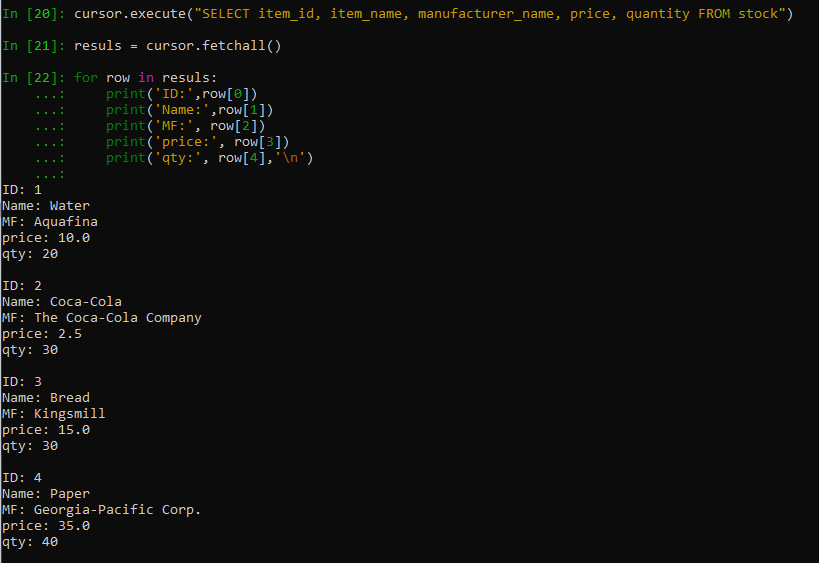 In [20]: cursor.execute("SELECT item_id, item_name, manufacturer_name, price, quantity FROM stock")
In [21]: resuls = cursor.fetchall()
In [22]: for row in resuls:
    ...:     print('ID:',row[0])
    ...:     print('Name:',row[1])
    ...:     print('MF:', row[2])
    ...:     print('price:', row[3])
    ...:     print('qty:', row[4],'\n')
    ...:
ID: 1
Name: Water
MF: Aquafina
price: 10.0
qty: 20
ID: 2
Name: Coca-Cola
MF: The Coca-Cola Company
price: 2.5
qty: 30
ID: 3
Name: Bread
MF: Kingsmill
price: 15.0
qty: 30
ID: 4
Name: Paper
MF: Georgia-Pacific Corp.
price: 35.0
qty: 40